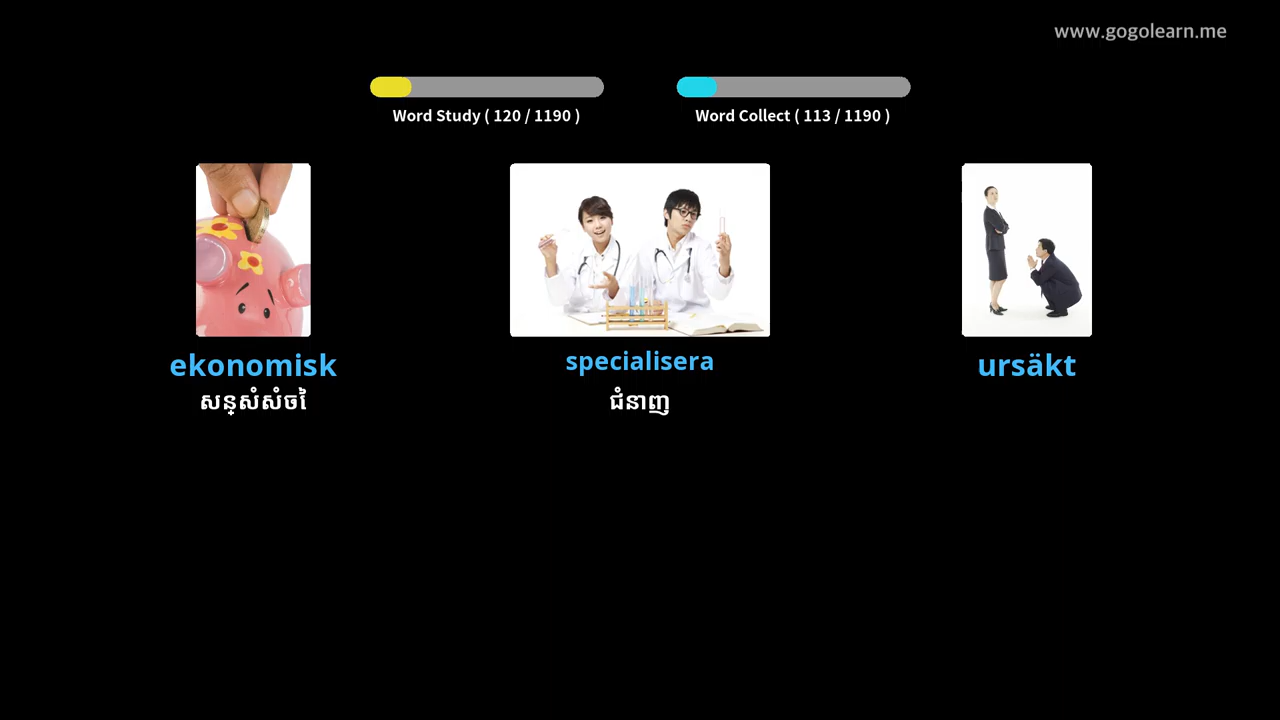 www.gogolearn.me
Word Study ( 120 / 1190 )
Word Collect ( 113 / 1190 )
ekonomisk
សន្សំសំចៃ
specialisera
ជំនាញ
ursäkt